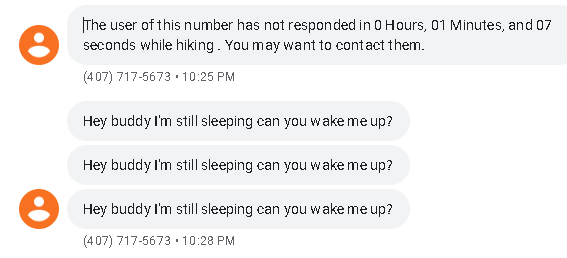 The user of this number has not responded in 0 Hours, 01 Minutes, and 07
seconds while hiking . You may want to contact them.
(407) 717-5673 • 10:25 PM
Hey buddy I'm still sleeping can you wake me up?
Hey buddy I'm still sleeping can you wake me up?
Hey buddy I'm still sleeping can you wake me up?
(407) 717-5673 • 10:28 PM